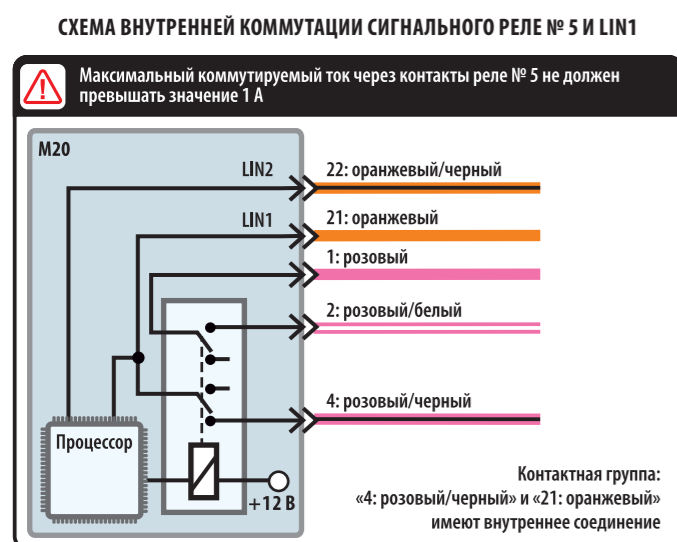 СХЕМА ВНУТРЕННЕЙ КОММУТАЦИИ СИГНАЛЬНОГО РЕЛЕ № 5 И LIN1
Максимальный коммутируемый ток через контакты реле № 5 не должен
превышать значение 1 А
M20
LIN2
22: оранжевый/черный
LIN1
21: оранжевый
1: розовый
2: розовый/белый
4: розовый/черный
Процессор
+12 В
Контактная группа:
«4: розовый/черный» и «21: оранжевый»
имеют внутреннее соединение